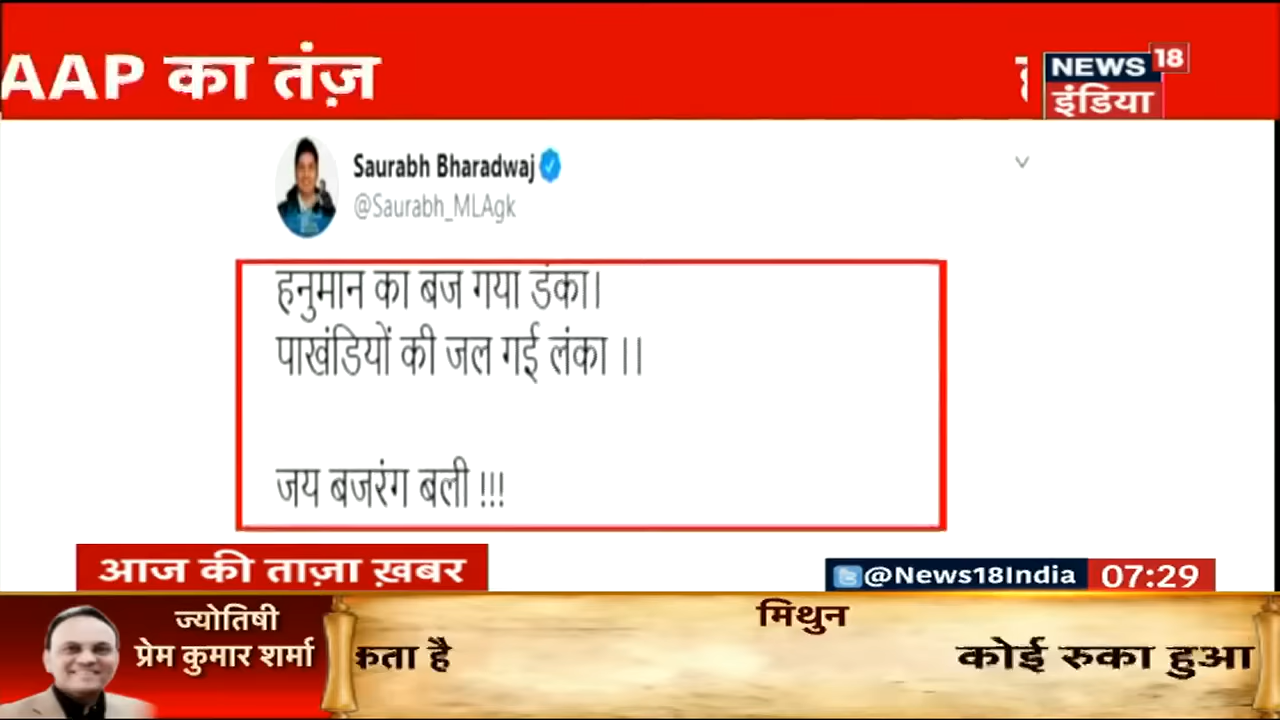 AAP का तंज़
NEWS 18
इंडिया
Saurabh Bharadwaj
@Saurabh_MLAgk
हनुमान का बज गया डंका।
पाखंडियों की जल गई लंका ।।
जय बजरंग बली !!!
आज की ताज़ा ख़बर
@News18India 07:29
ज्योतिषी
प्रेम कुमार शर्मा
मिथुन
कता है कोई रुका हुआ